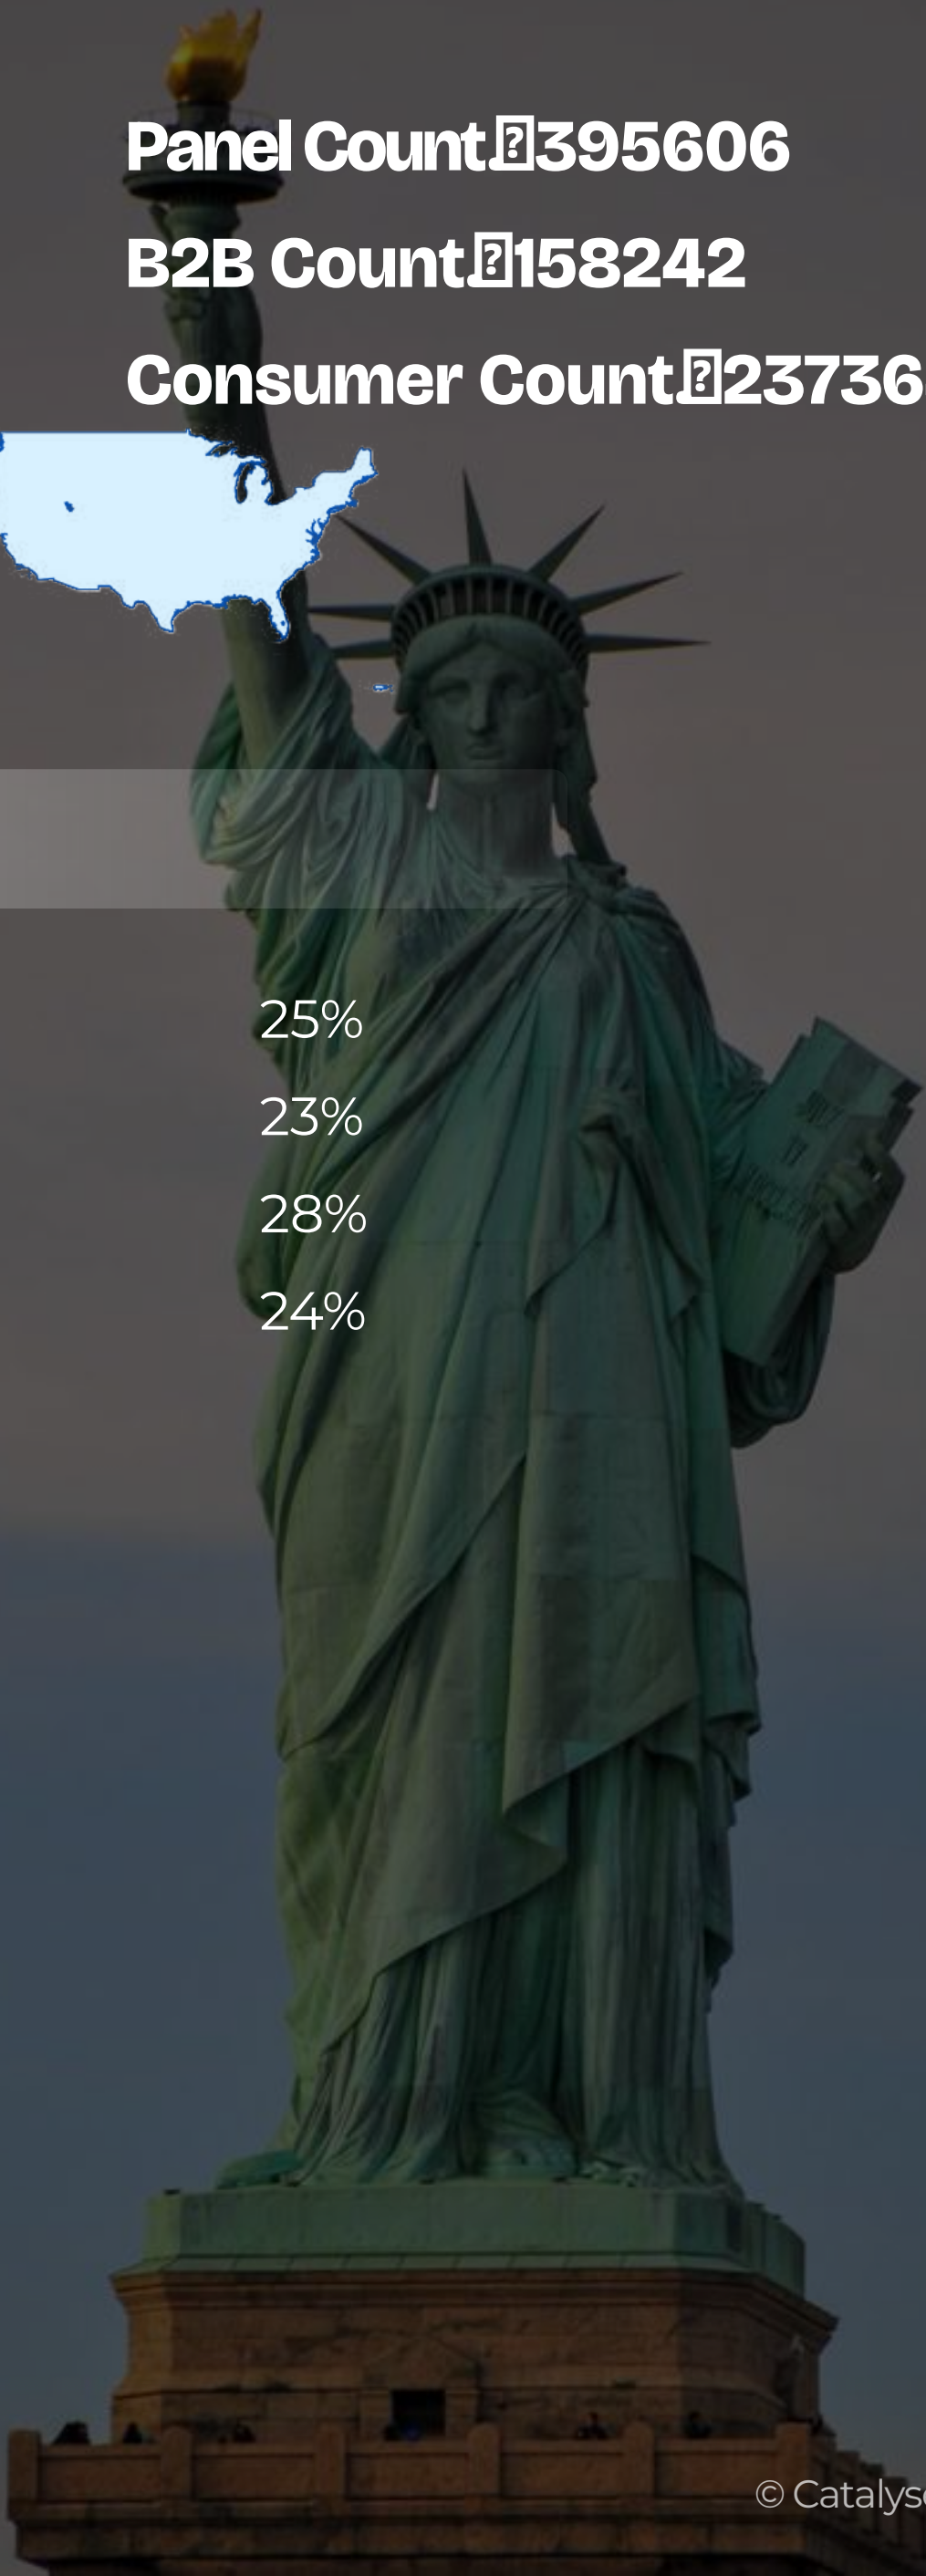 Panel Count.⍰395606
B2B Count.⍰158242
Consumer Count.⍰23736
25%
23%
28%
24%
© Catalys